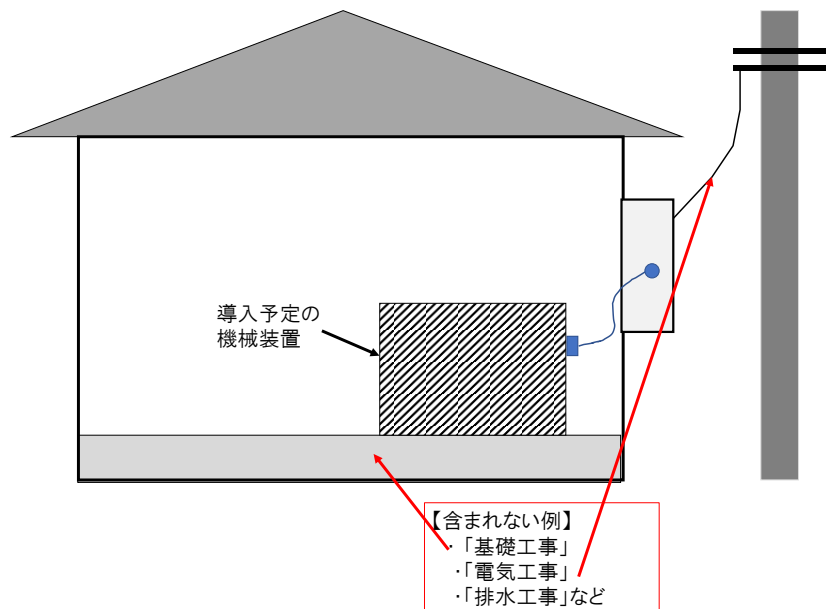 導入予定の
機械装置
【含まれない例】
・「基礎工事」
・「電気工事」
・「排水工事」など